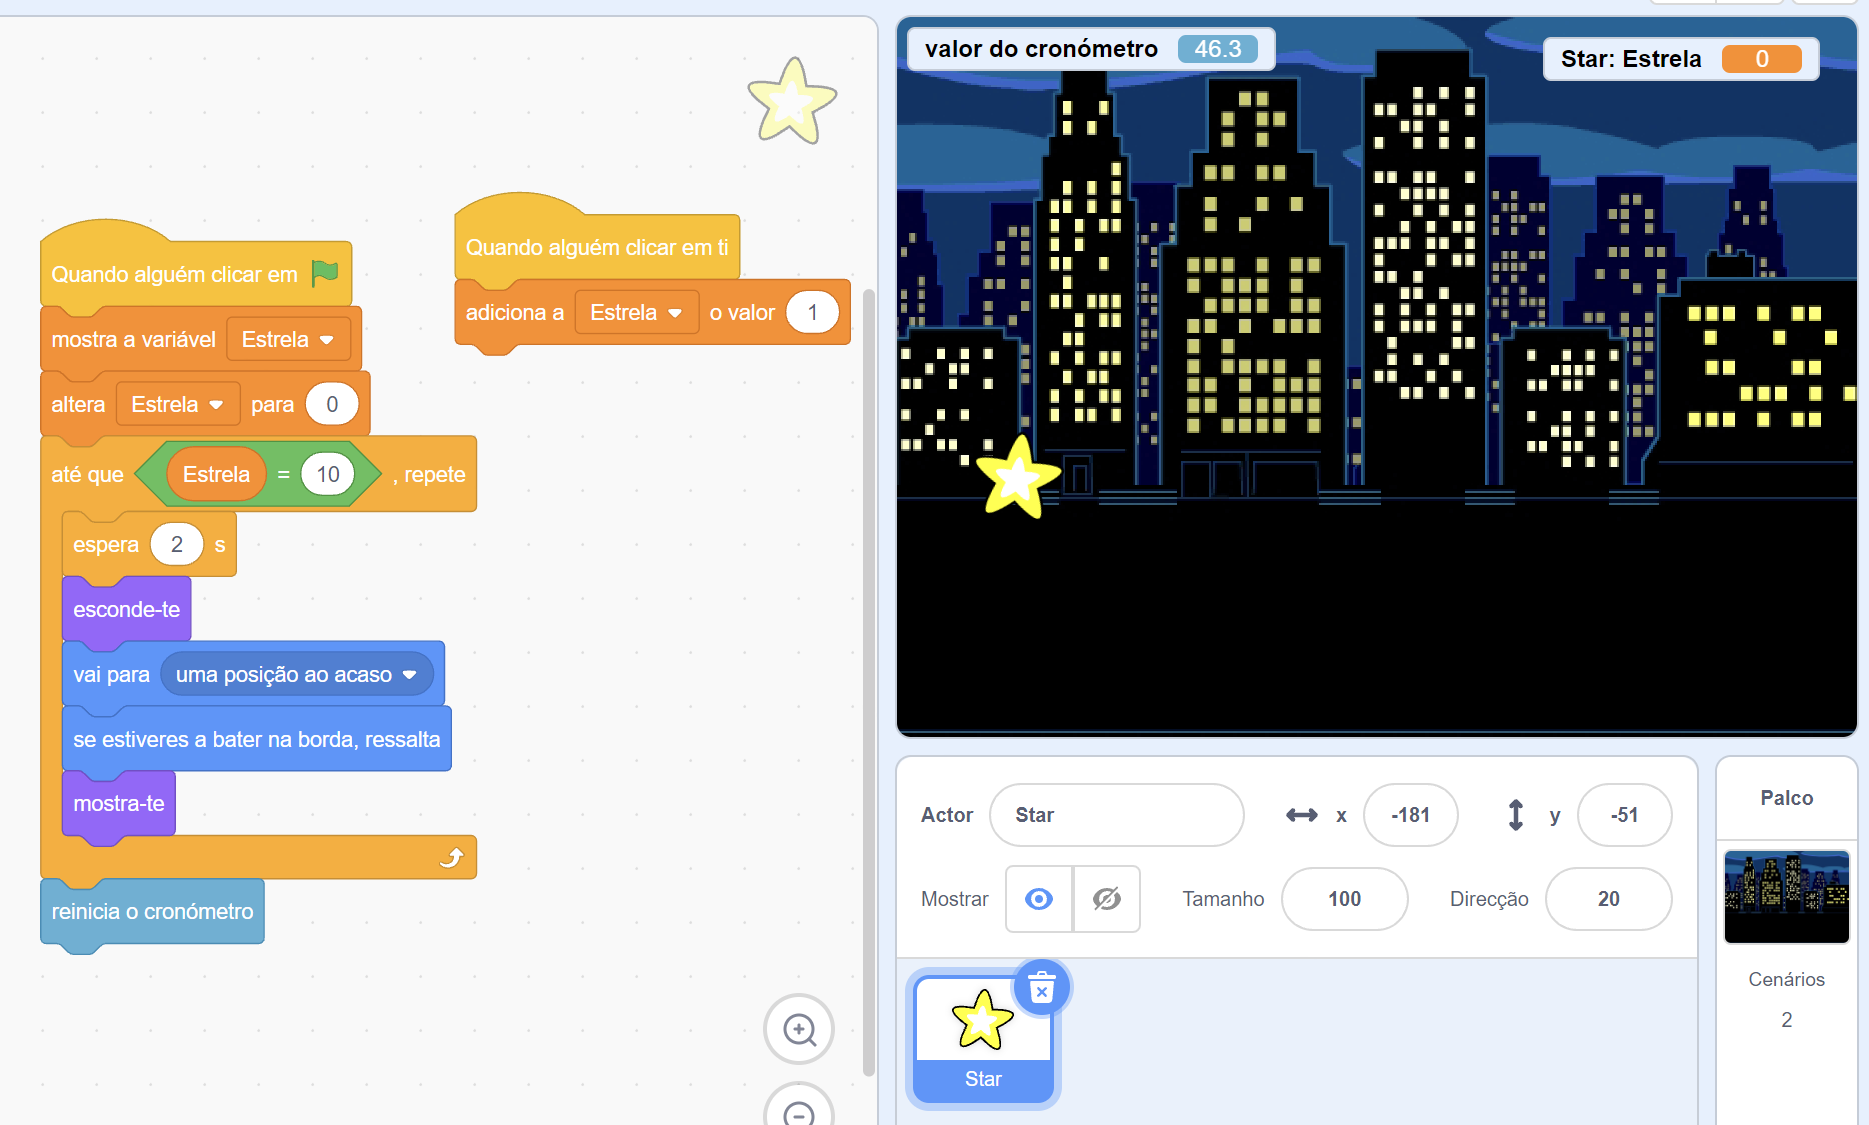 Quando alguém clicar em
mostra a variável Estrela
altera Estrela para 0
até que Estrela = 10 , repete
espera 2 s
esconde-te
vai para uma posição ao acaso
se estiveres a bater na borda, ressalta
mostra-te
reinicia o cronómetro
Quando alguém clicar em ti
adiciona a Estrela o valor 1
valor do cronómetro 46.3
Star: Estrela 0
Actor Star x -181 y -51
Mostrar Tamanho 100 Direcção 20
Star
Palco
Cenários
2